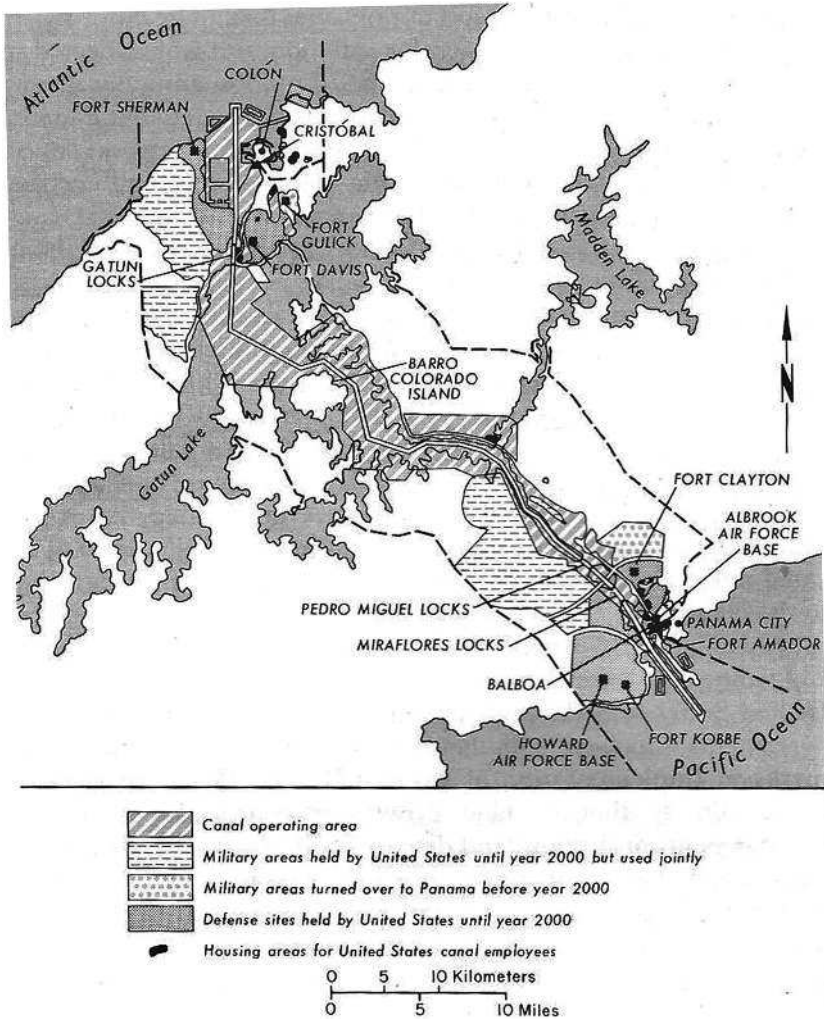 Atlantic Ocean
COLÓN
FORT SHERMAN
CRISTÓBAL
FORT
GULICK
GATUN
LOCKS
FORT DAVIS
Madden Lake
BARRO
COLORADO
ISLAND
N
Gatun Lake
FORT CLAYTON
ALBROOK
AIR FORCE
BASE
PEDRO MIGUEL LOCKS
PANAMA CITY
MIRAFLORES LOCKS
FORT AMADOR
BALBOA
HOWARD
AIR FORCE BASE
FORT KOBBE
Pacific Ocean
Canal operating area
Military areas held by United States until year 2000 but used jointly
Military areas turned over to Panama before year 2000
Defense sites held by United States until year 2000
Housing areas for United States canal employees
0 5 10 Kilometers
0 5 10 Miles